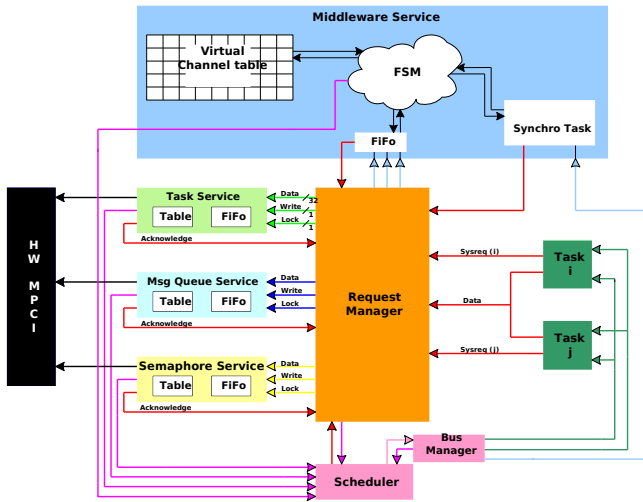 Middleware Service
Virtual
Channel table
FSM
Synchro Task
FiFo
Task Service
Table
FiFo
Data
32
Write
1
Lock
1
Acknowledge
HW MPCI
Msg Queue Service
Table
FiFo
Data
Write
Lock
Acknowledge
Request
Manager
Sysreq (i)
Data
Sysreq (j)
Task
i
Task
j
Semaphore Service
Table
FiFo
Data
Write
Lock
Acknowledge
Bus
Manager
Scheduler